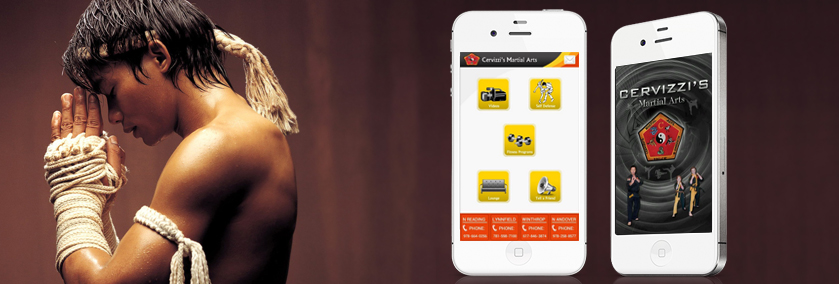 Cervizzi's Martial Arts
Videos
Self Defense
Fitness Programs
Lounge
Tell a Friend
N READING
PHONE
LYNNFIELD
PHONE
WINTHROP
PHONE
N ANDOVER
PHONE
CERVIZZI'S
Martial Arts